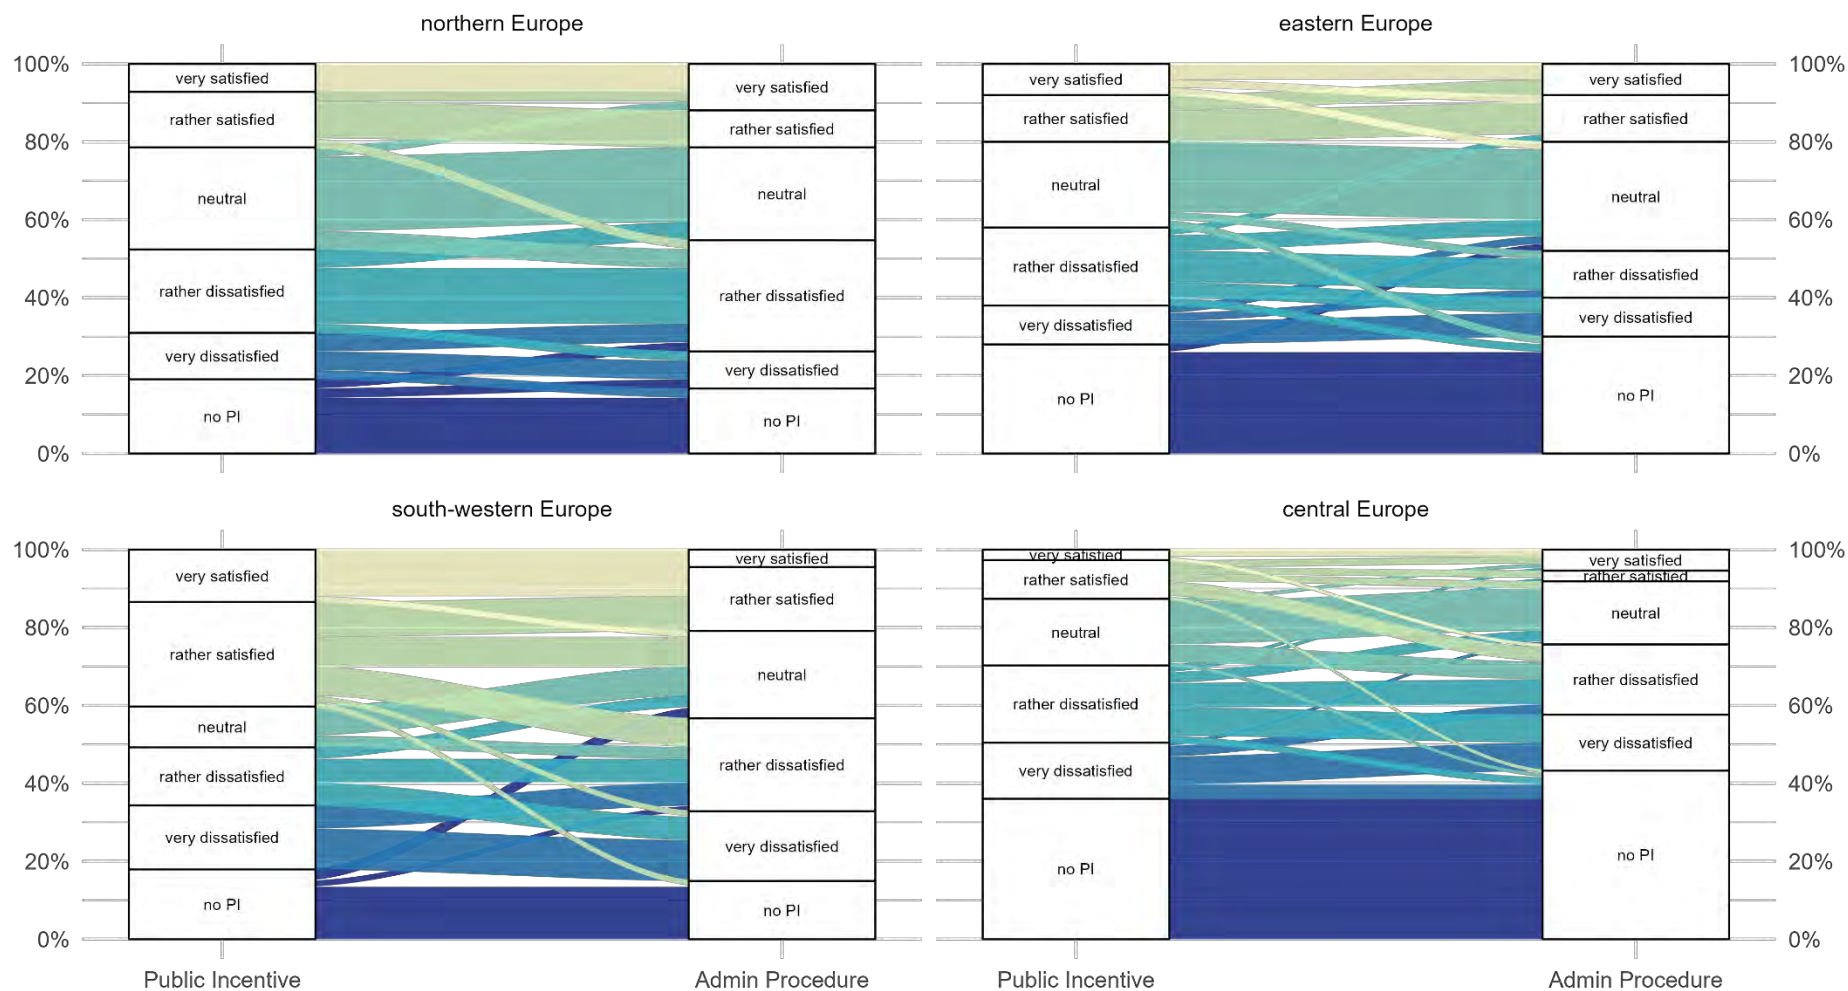 northern Europe
eastern Europe
100%
80%
60%
40%
20%
0%
very satisfied
rather satisfied
neutral
rather dissatisfied
very dissatisfied
no PI
very satisfied
rather satisfied
neutral
rather dissatisfied
very dissatisfied
no PI
very satisfied
rather satisfied
neutral
rather dissatisfied
very dissatisfied
no PI
very satisfied
rather satisfied
neutral
rather dissatisfied
very dissatisfied
no PI
100%
80%
60%
40%
20%
0%
south-western Europe
central Europe
100%
80%
60%
40%
20%
0%
very satisfied
rather satisfied
neutral
rather dissatisfied
very dissatisfied
no PI
very satisfied
rather satisfied
neutral
rather dissatisfied
very dissatisfied
no PI
very satisfied
rather satisfied
neutral
rather dissatisfied
very dissatisfied
no PI
very satisfied
rather satisfied
neutral
rather dissatisfied
very dissatisfied
no PI
100%
80%
60%
40%
20%
0%
Public Incentive
Admin Procedure
Public Incentive
Admin Procedure